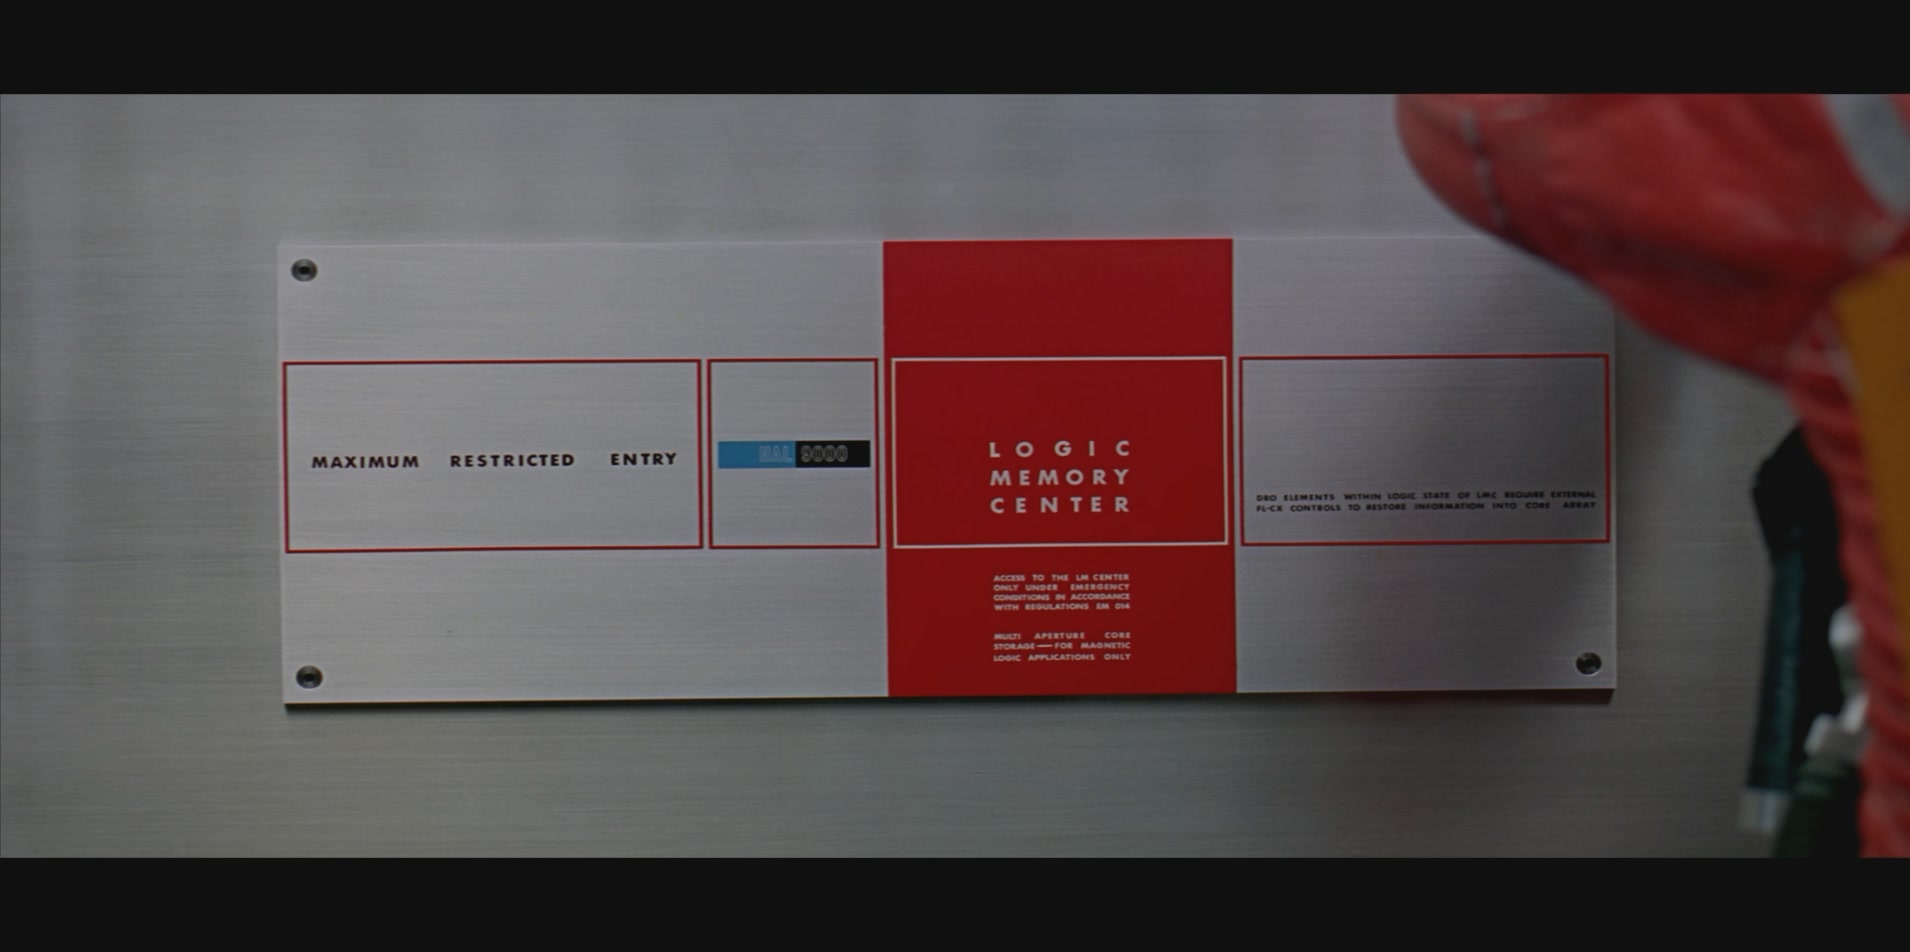 MAXIMUM RESTRICTED ENTRY
HAL 9000
LOGIC
MEMORY
CENTER
ACCESS TO THE LM CENTER
ONLY UNDER EMERGENCY
CONDITIONS IN ACCORDANCE
WITH REGULATIONS EM 014
MULTI APERTURE CORE
STORAGE — FOR MAGNETIC
LOGIC APPLICATIONS ONLY
DBO ELEMENTS WITHIN LOGIC STATE OF LMC REQUIRE EXTERNAL
FL-CX CONTROLS TO RESTORE INFORMATION INTO CORE ARRAY